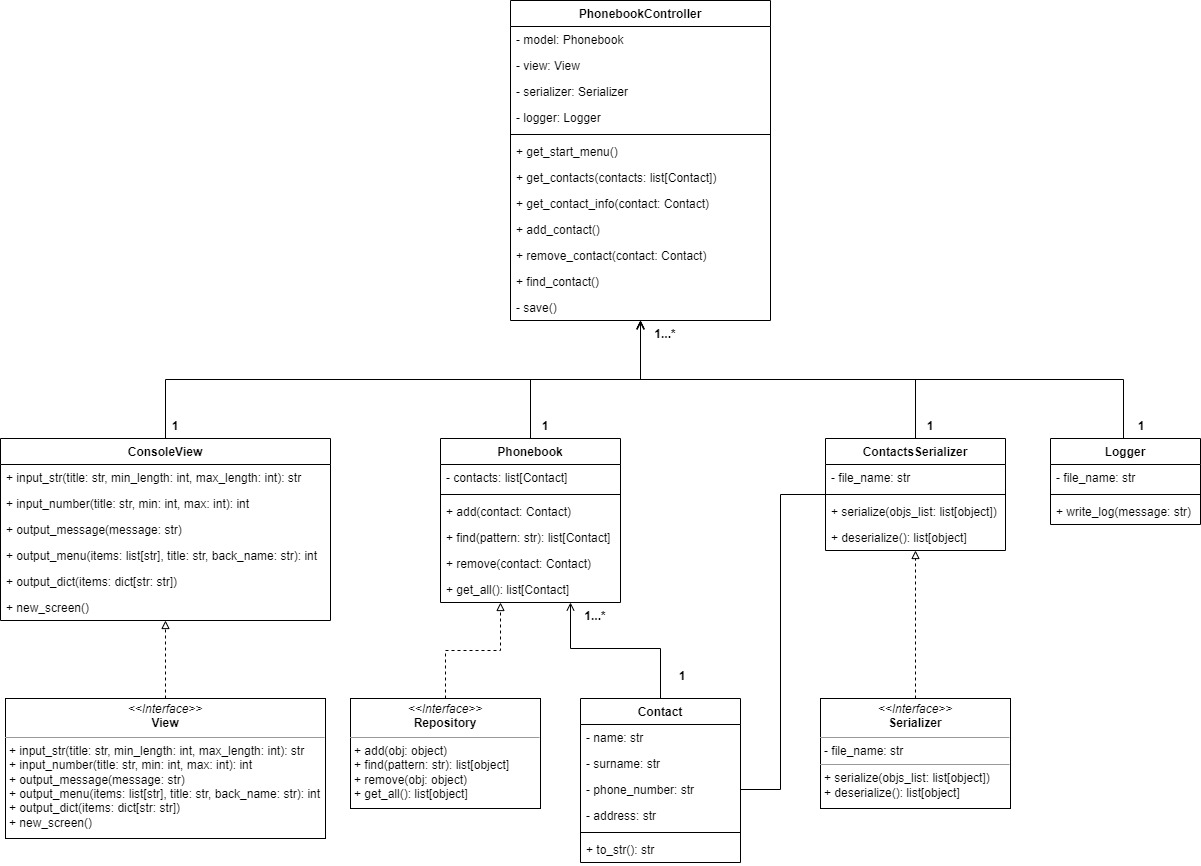 PhonebookController
- model: Phonebook
- view: View
- serializer: Serializer
- logger: Logger
+ get_start_menu()
+ get_contacts(contacts: list[Contact])
+ get_contact_info(contact: Contact)
+ add_contact()
+ remove_contact(contact: Contact)
+ find_contact()
- save()
1...*
1
1
1
1
ConsoleView
+ input_str(title: str, min_length: int, max_length: int): str
+ input_number(title: str, min: int, max: int): int
+ output_message(message: str)
+ output_menu(items: list[str], title: str, back_name: str): int
+ output_dict(items: dict[str: str])
+ new_screen()
Phonebook
- contacts: list[Contact]
+ add(contact: Contact)
+ find(pattern: str): list[Contact]
+ remove(contact: Contact)
+ get_all(): list[Contact]
ContactsSerializer
- file_name: str
+ serialize(objs_list: list[object])
+ deserialize(): list[object]
Logger
- file_name: str
+ write_log(message: str)
1...*
1
<<Interface>>
View
+ input_str(title: str, min_length: int, max_length: int): str
+ input_number(title: str, min: int, max: int): int
+ output_message(message: str)
+ output_menu(items: list[str], title: str, back_name: str): int
+ output_dict(items: dict[str: str])
+ new_screen()
<<Interface>>
Repository
+ add(obj: object)
+ find(pattern: str): list[object]
+ remove(obj: object)
+ get_all(): list[object]
Contact
- name: str
- surname: str
- phone_number: str
- address: str
+ to_str(): str
<<Interface>>
Serializer
- file_name: str
+ serialize(objs_list: list[object])
+ deserialize(): list[object]